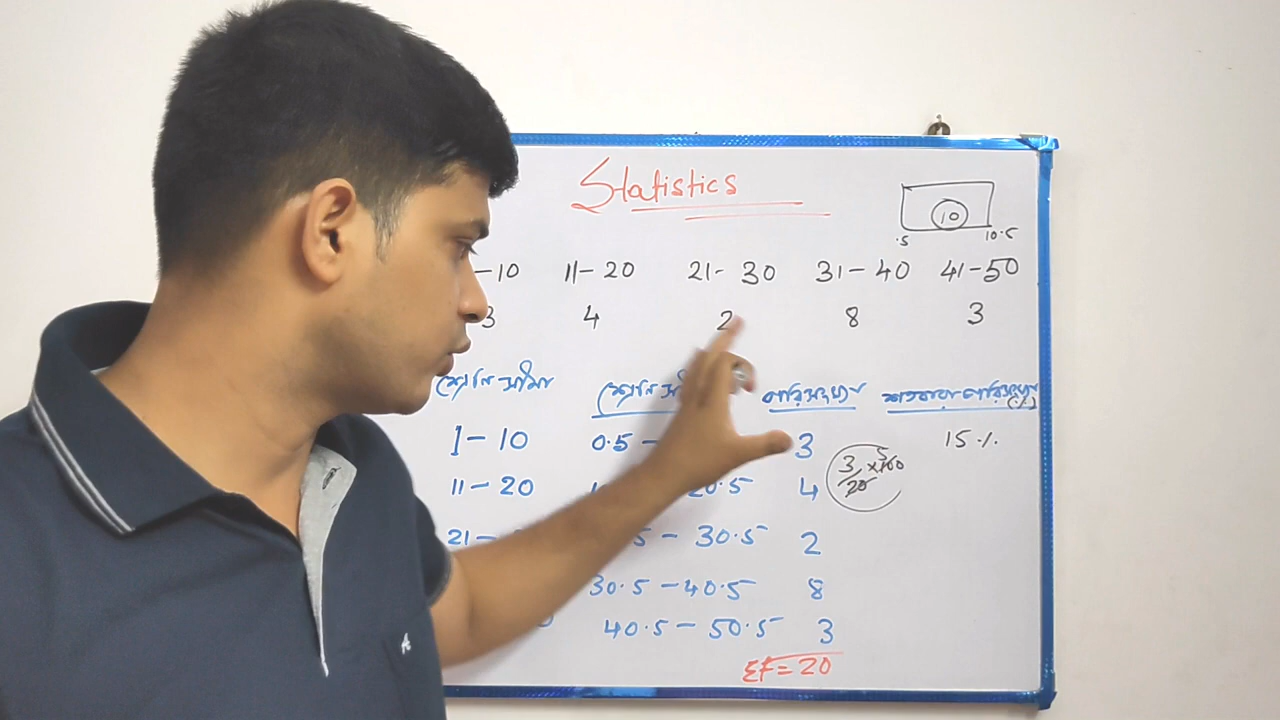 Statistics
10
.5 10.5
-10 11-20 21-30 31-40 41-50
3 4 2 8 3
শ্রেণি সীমা শ্রেণি পরিসংখ্যা শতকরা পরিসংখ্যা (%)
1-10 0.5- 3 3/20 x 100 5 15%
11-20 20.5 4
21- .5-30.5 2
30.5-40.5 8
40.5-50.5 3
Σf=20